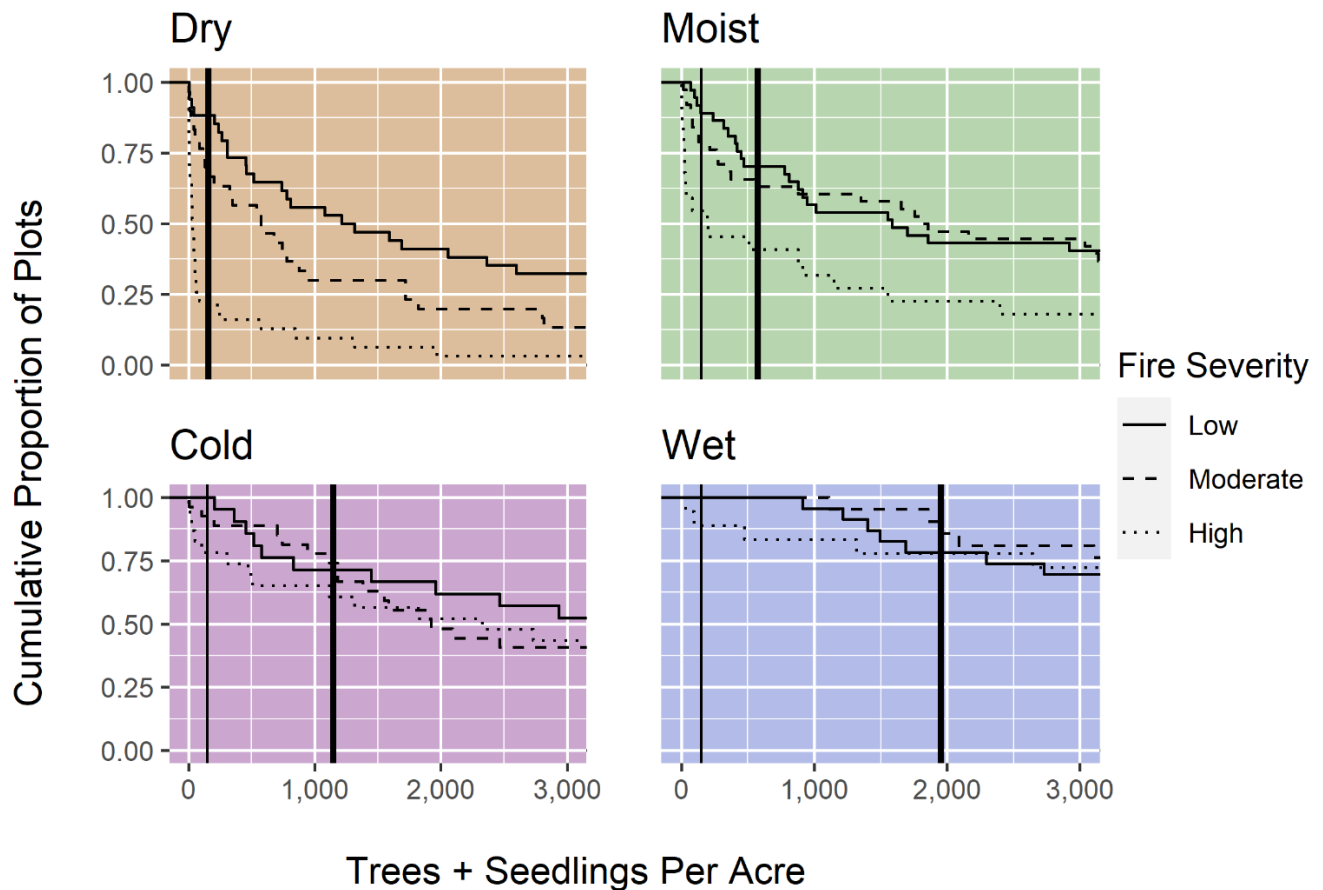 Dry
Moist
Cumulative Proportion of Plots
1.00
0.75
0.50
0.25
0.00
Fire Severity
Low
Moderate
High
Cold
Wet
1.00
0.75
0.50
0.25
0.00
0 1,000 2,000 3,000
0 1,000 2,000 3,000
Trees + Seedlings Per Acre